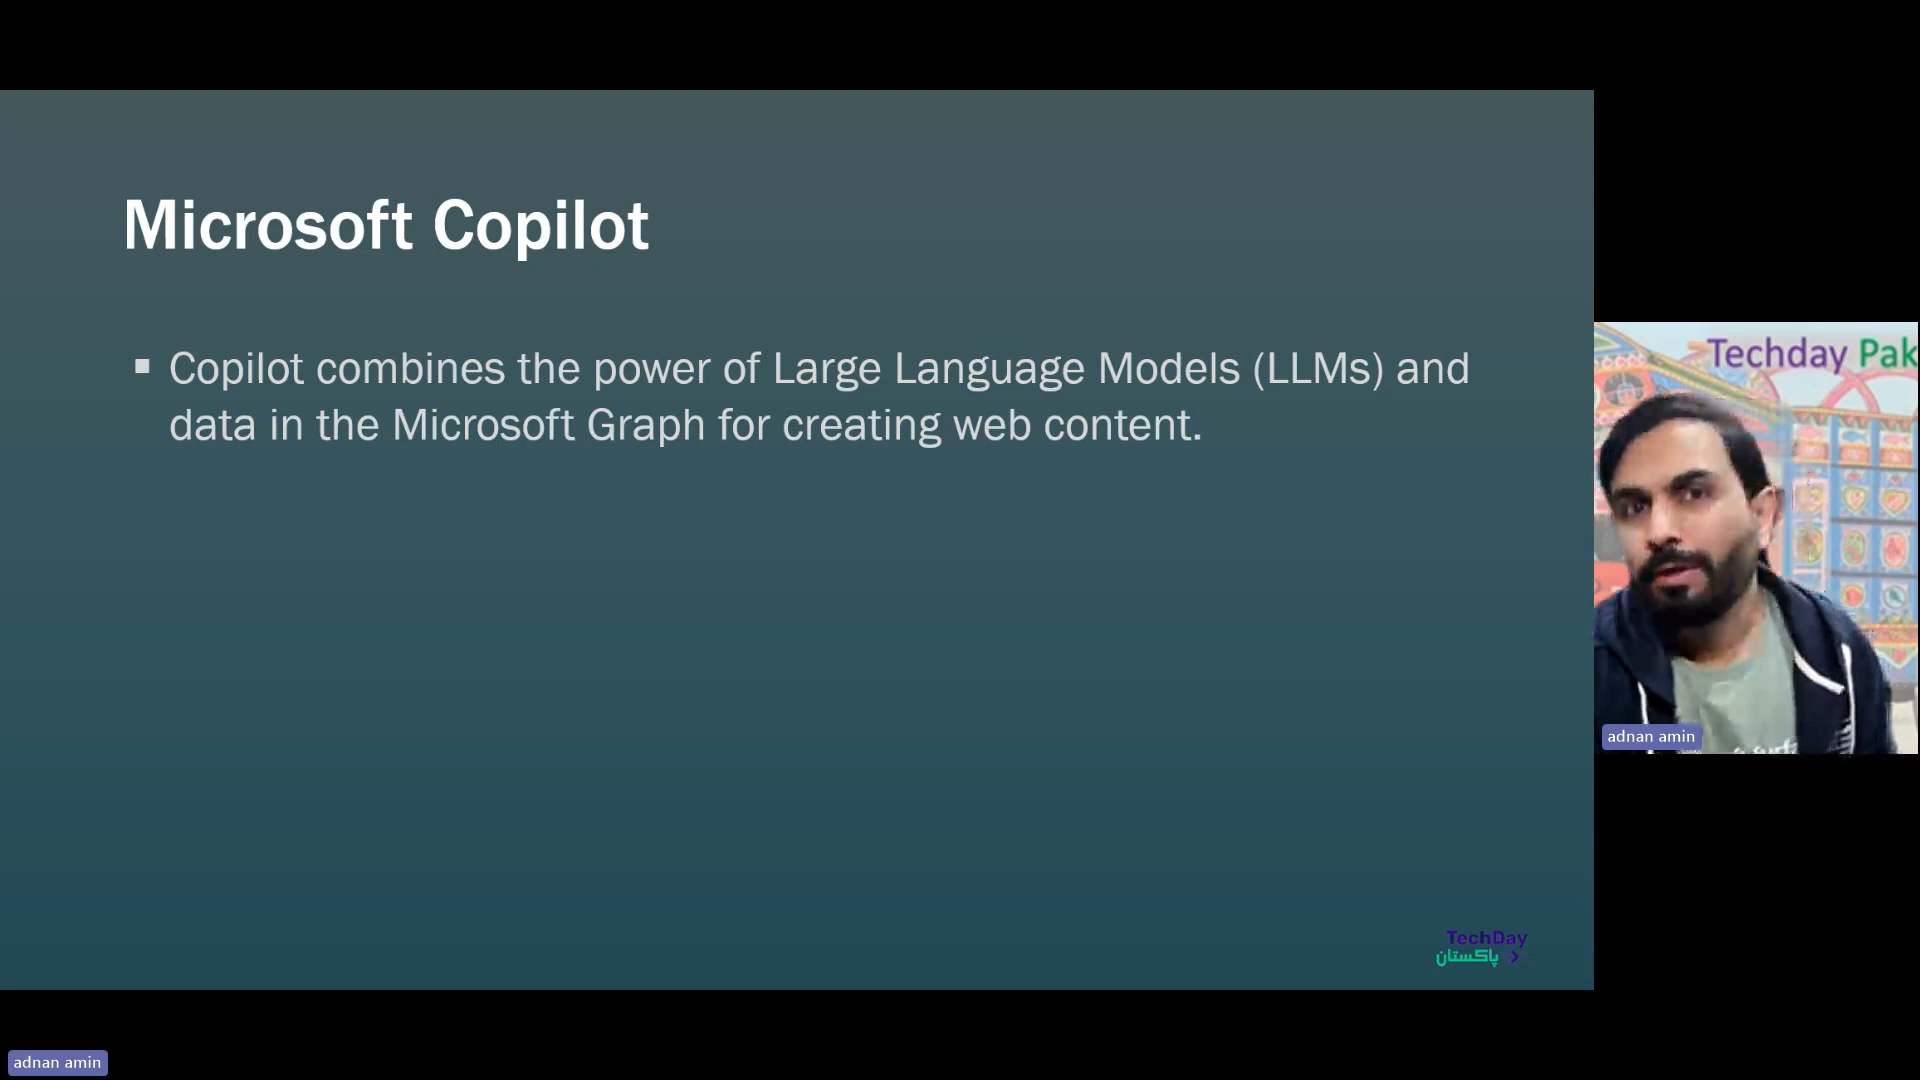 Microsoft Copilot
▪ Copilot combines the power of Large Language Models (LLMs) and
data in the Microsoft Graph for creating web content.
Techday Pak
adnan amin
TechDay
پاکستان
adnan amin